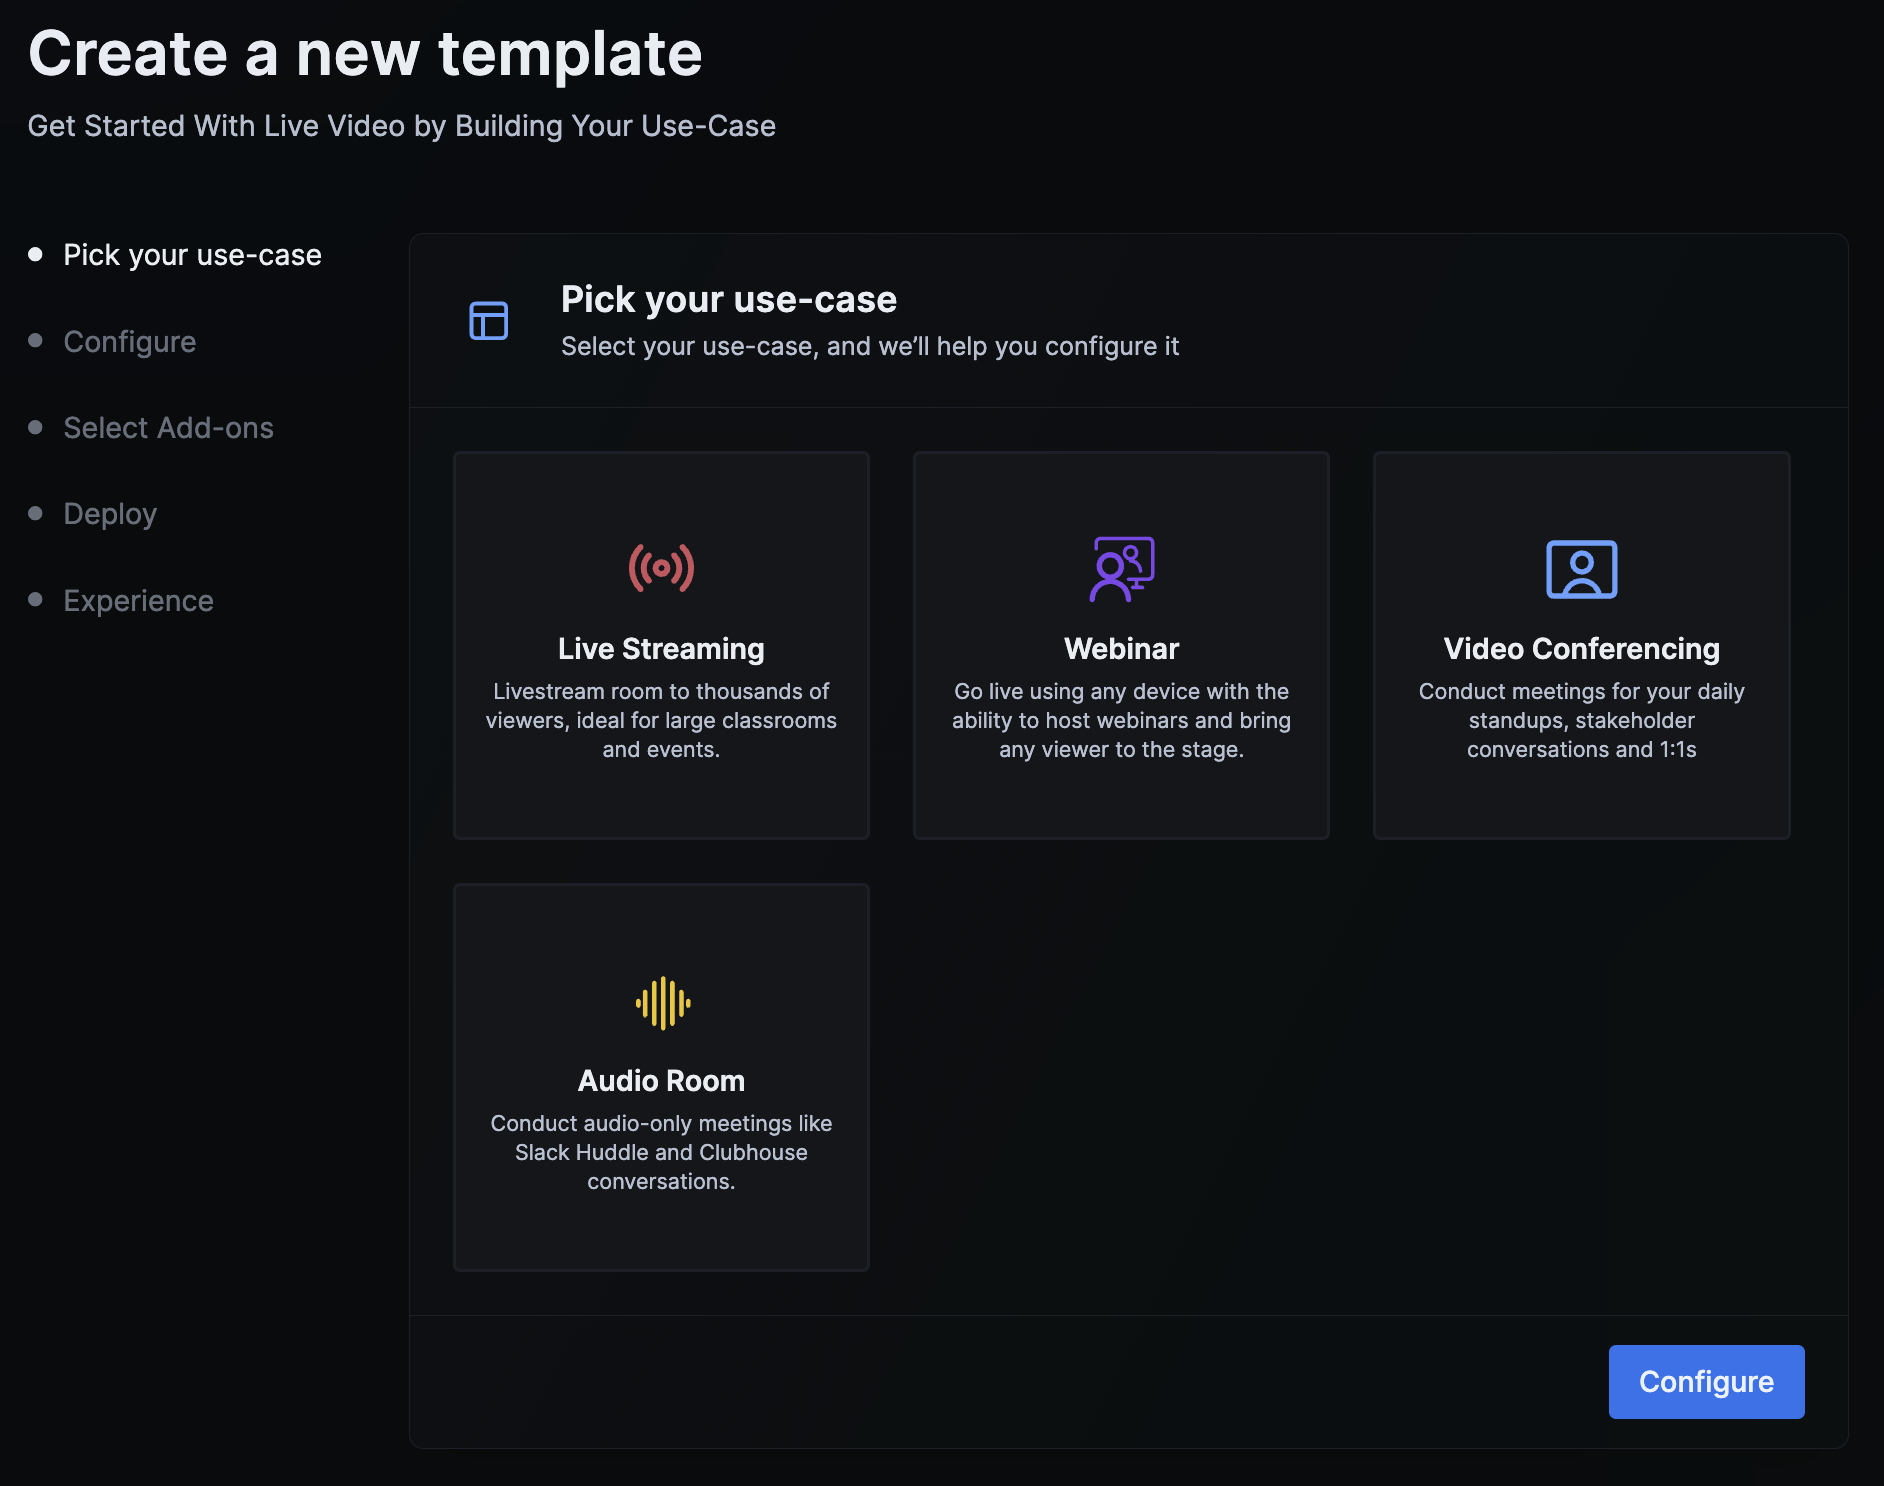 Create a new template
Get Started With Live Video by Building Your Use-Case
Pick your use-case
Configure
Select Add-ons
Deploy
Experience
Pick your use-case
Select your use-case, and we’ll help you configure it
Live Streaming
Livestream room to thousands of
viewers, ideal for large classrooms
and events.
Webinar
Go live using any device with the
ability to host webinars and bring
any viewer to the stage.
Video Conferencing
Conduct meetings for your daily
standups, stakeholder
conversations and 1:1s
Audio Room
Conduct audio-only meetings like
Slack Huddle and Clubhouse
conversations.
Configure